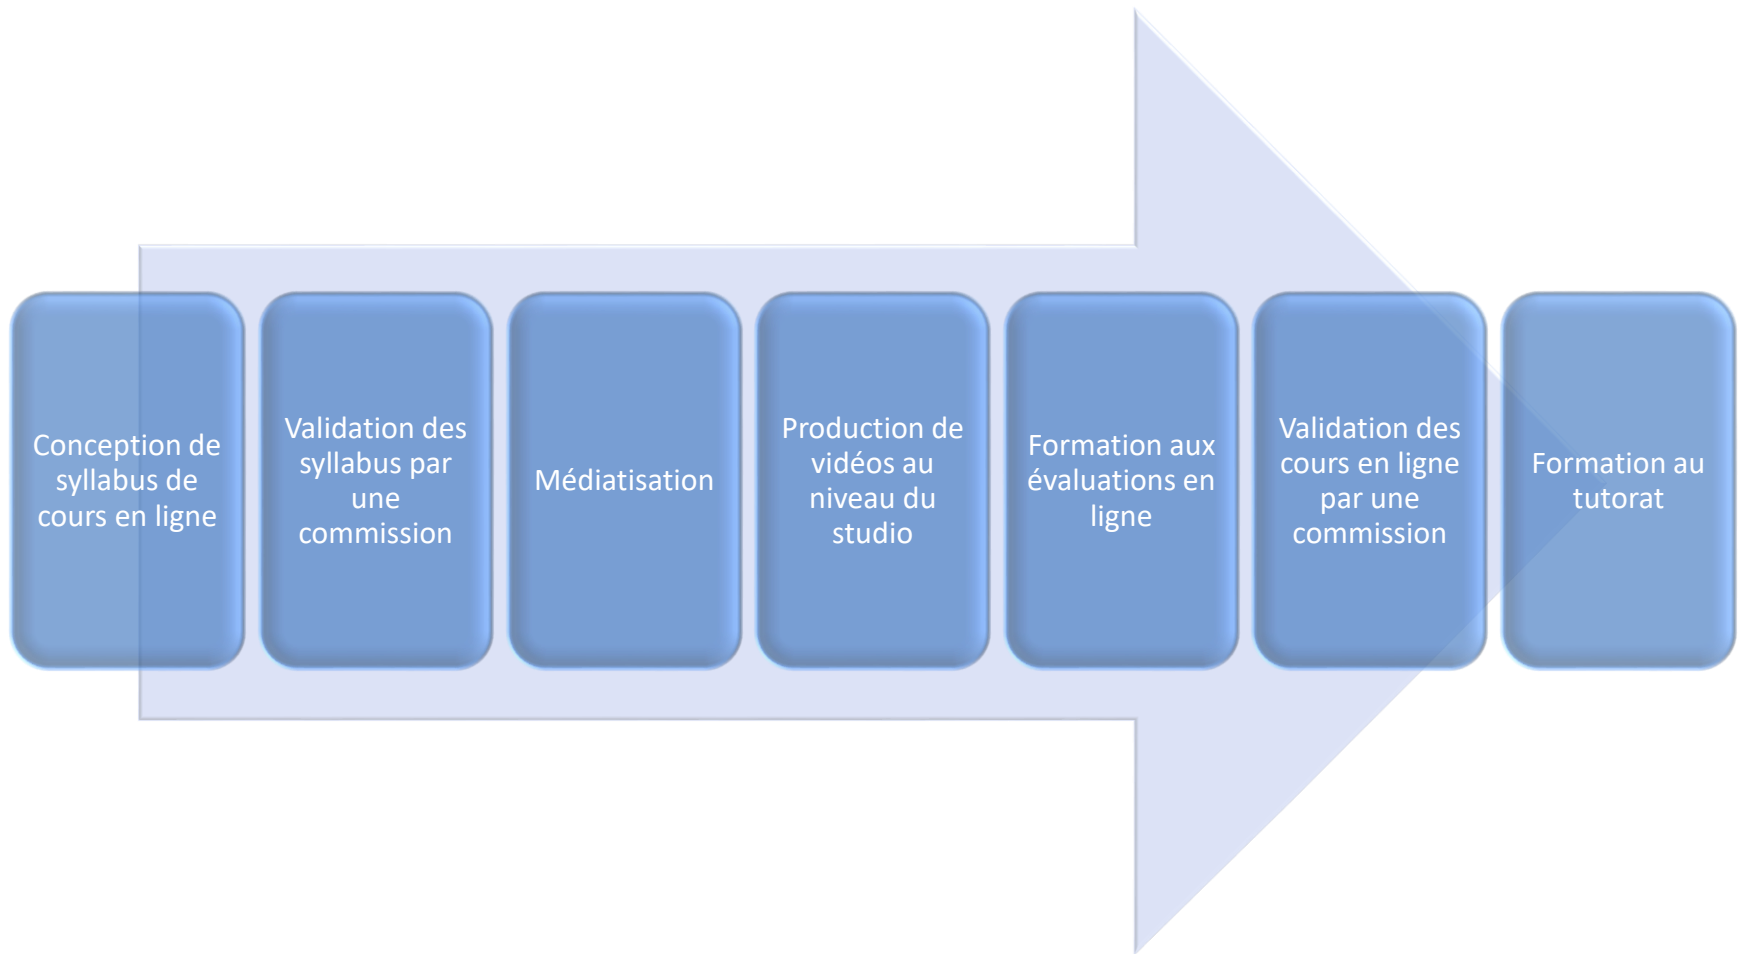 Conception de
syllabus de
cours en ligne
Validation des
syllabus par
une
commission
Médiatisation
Production de
vidéos au
niveau du
studio
Formation aux
évaluations en
ligne
Validation des
cours en ligne
par une
commission
Formation au
tutorat